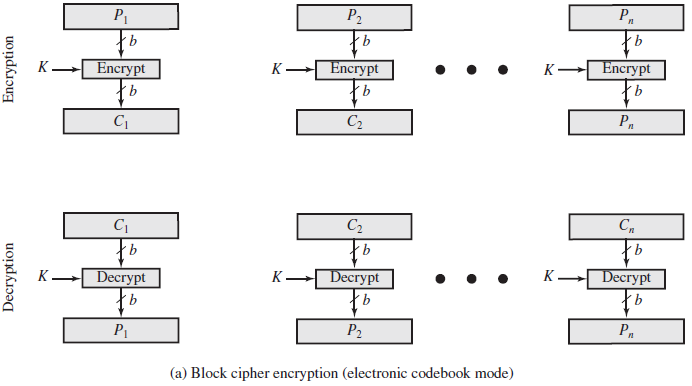 P₁ P₂ Pₙ
b b b
Encryption
K Encrypt K Encrypt K Encrypt
b b b
C₁ C₂ Pₙ
C₁ C₂ Cₙ
b b b
Decryption
K Decrypt K Decrypt K Decrypt
b b b
P₁ P₂ Pₙ
(a) Block cipher encryption (electronic codebook mode)